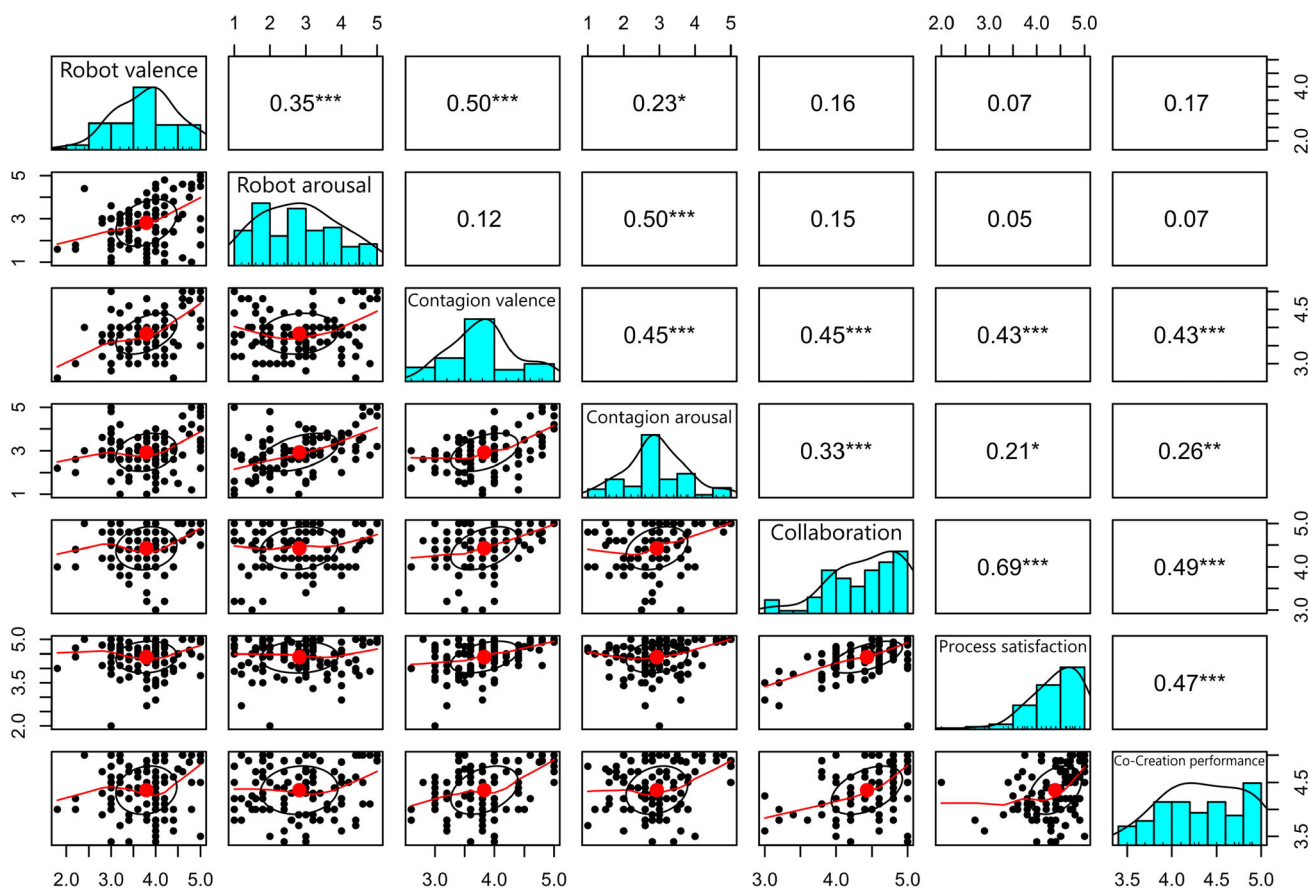 1 2 3 4 5
1 2 3 4 5
2.0 3.0 4.0 5.0
Robot valence
0.35***
0.50***
0.23*
0.16
0.07
0.17
2.0 4.0
Robot arousal
0.12
0.50***
0.15
0.05
0.07
1 3 5
Contagion valence
0.45***
0.45***
0.43***
0.43***
3.0 4.5
Contagion arousal
0.33***
0.21*
0.26**
1 3 5
Collaboration
0.69***
0.49***
3.0 4.0 5.0
Process satisfaction
0.47***
2.0 3.5 5.0
Co-Creation performance
3.5 4.5
2.0 3.0 4.0 5.0
3.0 4.0 5.0
3.0 4.0 5.0
3.5 4.0 4.5 5.0